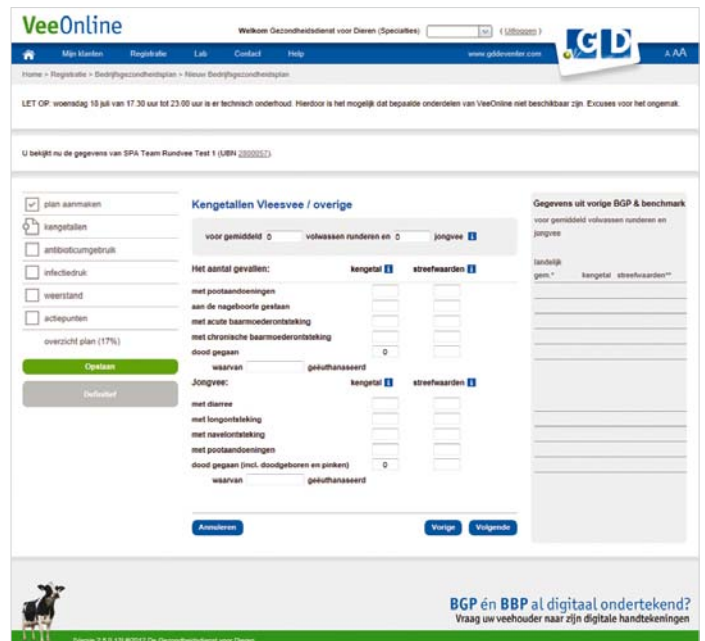 VeeOnline
Welkom Gezondheidsdienst voor Dieren (Specialties) ( Uitloggen )
Mijn klanten Registratie Lab Contact Help www.gddeventer.com A AA
.GD
Home > Registratie > Bedrijfsgezondheidsplan > Nieuw Bedrijfsgezondheidsplan
LET OP: woensdag 18 juli van 17.30 uur tot 23.00 uur is er technisch onderhoud. Hierdoor is het mogelijk dat bepaalde onderdelen van VeeOnline niet beschikbaar zijn. Excuses voor het ongemak.
U bekijkt nu de gegevens van SPA Team Rundvee Test 1 (UBN 2800057).
plan aanmaken
kengetallen
antibioticumgebruik
infectiedruk
weerstand
actiepunten
overzicht plan (17%)
Opslaan
Definitief
Kengetallen Vleesvee / overige
voor gemiddeld 0 volwassen runderen en 0 jongvee i
Het aantal gevallen: kengetal i streefwaarden i
met pootaandoeningen
aan de nageboorte gestaan
met acute baarmoederontsteking
met chronische baarmoederontsteking
dood gegaan 0
waarvan geëuthanaseerd
Jongvee: kengetal i streefwaarden i
met diarree
met longontsteking
met navelontsteking
met pootaandoeningen
dood gegaan (incl. doodgeboren en pinken) 0
waarvan geëuthanaseerd
Annuleren Vorige Volgende
Gegevens uit vorige BGP & benchmark
voor gemiddeld volwassen runderen en
jongvee
landelijk
gem.* kengetal streefwaarden**
BGP én BBP al digitaal ondertekend?
Vraag uw veehouder naar zijn digitale handtekeningen
De Gezondheidsdienst voor Dieren